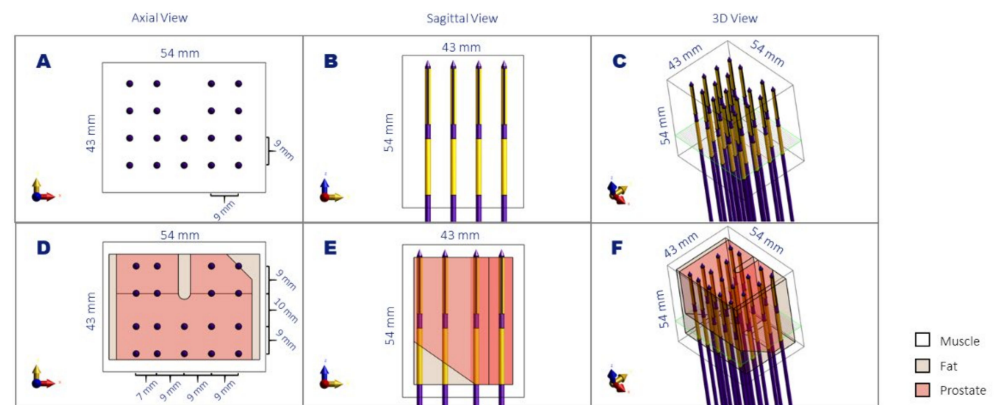 Axial View
Sagittal View
3D View
A
54 mm
43 mm
9 mm
9 mm
B
43 mm
54 mm
C
43 mm
54 mm
54 mm
D
54 mm
43 mm
9 mm
10 mm
9 mm
7 mm
9 mm
9 mm
9 mm
E
43 mm
54 mm
F
43 mm
54 mm
54 mm
Muscle
Fat
Prostate